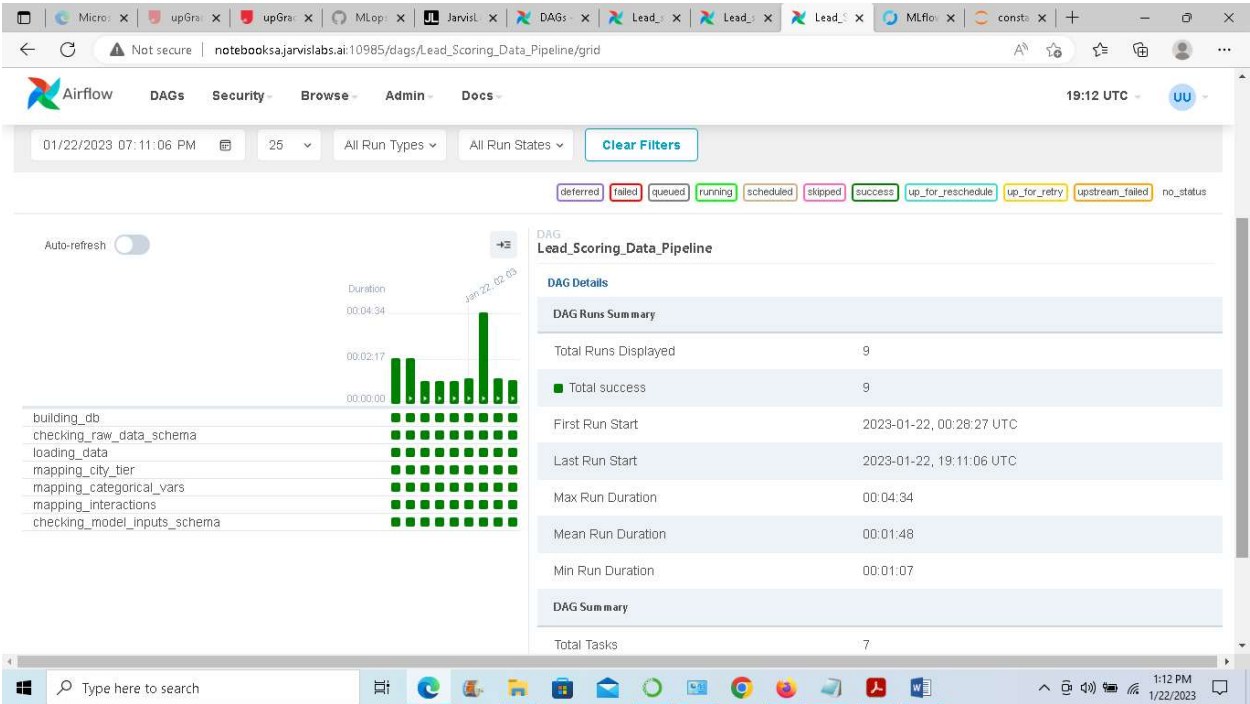 Micro: upGra upGra MLop JarvisL DAGs Lead_S Lead_S Lead_S MLflo consta
Not secure notebooksa.jarvislabs.ai:10985/dags/Lead_Scoring_Data_Pipeline/grid
Airflow DAGs Security Browse Admin Docs 19:12 UTC UU
01/22/2023 07:11:06 PM 25 All Run Types All Run States Clear Filters
deferred failed queued running scheduled skipped success up_for_reschedule up_for_retry upstream_failed no_status
Auto-refresh
DAG
Lead_Scoring_Data_Pipeline
DAG Details
Duration
Jan 22, 02:03
00:04:34
00:02:17
00:00:00
building_db
checking_raw_data_schema
loading_data
mapping_city_tier
mapping_categorical_vars
mapping_interactions
checking_model_inputs_schema
DAG Runs Summary
Total Runs Displayed 9
Total success 9
First Run Start 2023-01-22, 00:28:27 UTC
Last Run Start 2023-01-22, 19:11:06 UTC
Max Run Duration 00:04:34
Mean Run Duration 00:01:48
Min Run Duration 00:01:07
DAG Summary
Total Tasks 7
Type here to search
1:12 PM
1/22/2023